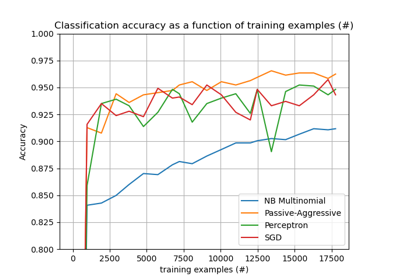 Classification accuracy as a function of training examples (#)
1.000
0.975
0.950
0.925
0.900
0.875
0.850
0.825
0.800
Accuracy
NB Multinomial
Passive-Aggressive
Perceptron
SGD
0 2500 5000 7500 10000 12500 15000 17500
training examples (#)